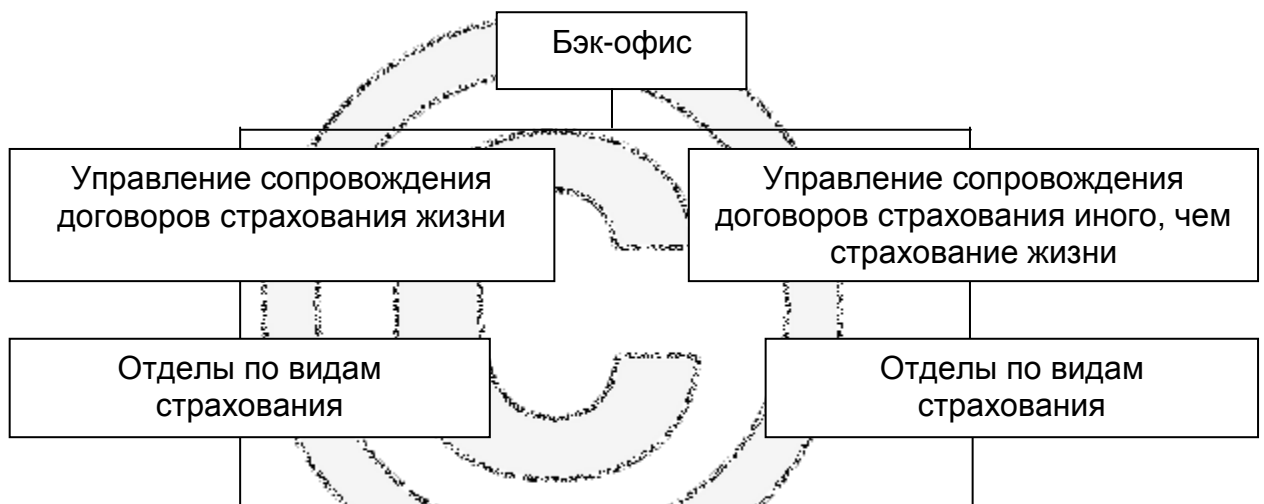 Бэк-офис
Управление сопровождения
договоров страхования жизни
Управление сопровождения
договоров страхования иного, чем
страхование жизни
Отделы по видам
страхования
Отделы по видам
страхования